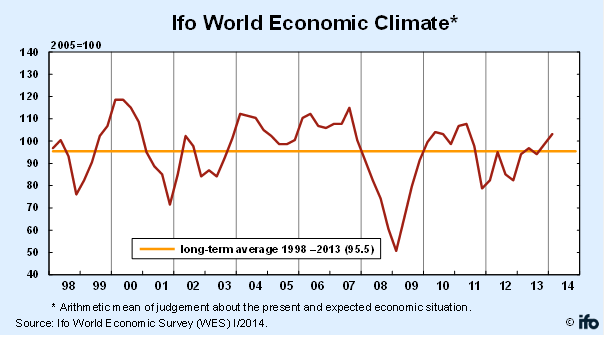 Ifo World Economic Climate*
2005=100
140
130
120
110
100
90
80
70
60
50
40
long-term average 1998 –2013 (95.5)
98 99 00 01 02 03 04 05 06 07 08 09 10 11 12 13 14
* Arithmetic mean of judgement about the present and expected economic situation.
Source: Ifo World Economic Survey (WES) I/2014.
© ifo